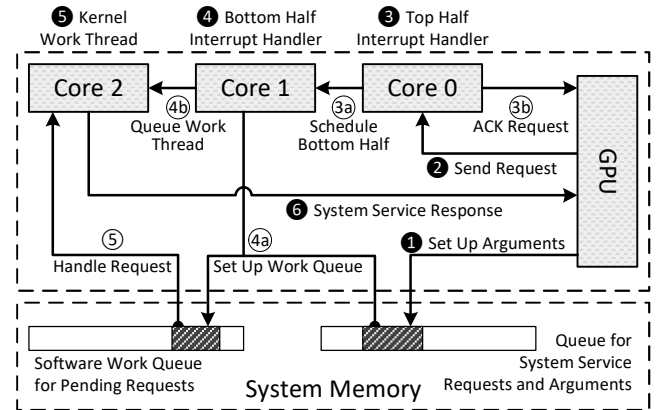 ❺ Kernel
Work Thread
❹ Bottom Half
Interrupt Handler
❸ Top Half
Interrupt Handler
Core 2
Core 1
Core 0
GPU
4b
Queue Work
Thread
3a
Schedule
Bottom Half
3b
ACK Request
❷ Send Request
❻ System Service Response
⑤
Handle Request
4a
Set Up Work Queue
❶ Set Up Arguments
Software Work Queue
for Pending Requests
System Memory
Queue for
System Service
Requests and Arguments